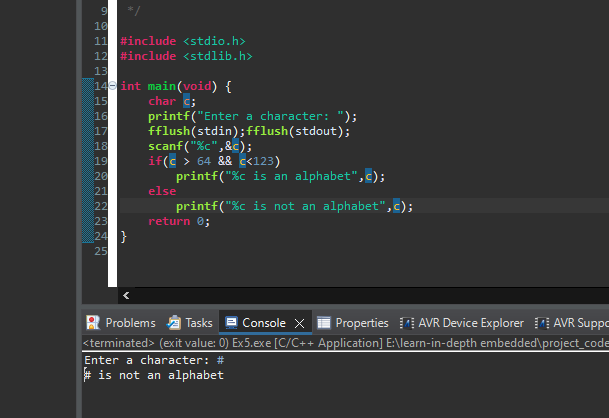 9 */
10
11 #include <stdio.h>
12 #include <stdlib.h>
13
14 int main(void) {
15 char c;
16 printf("Enter a character: ");
17 fflush(stdin);fflush(stdout);
18 scanf("%c",&c);
19 if(c > 64 && c<123)
20 printf("%c is an alphabet",c);
21 else
22 printf("%c is not an alphabet",c);
23 return 0;
24 }
25
<
Problems Tasks Console Properties AVR Device Explorer AVR Suppo
<terminated> (exit value: 0) Ex5.exe [C/C++ Application] E:\learn-in-depth embedded\project_code
Enter a character: #
# is not an alphabet